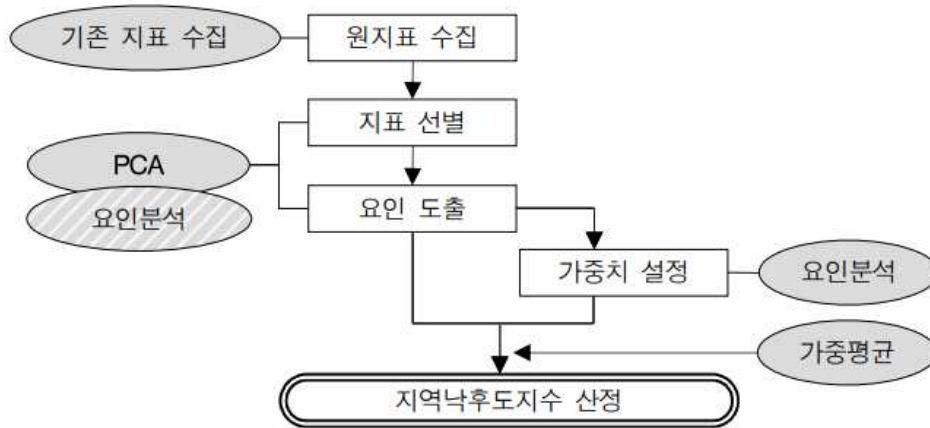 기존 지표 수집
원지표 수집
지표 선별
PCA
요인분석
요인 도출
가중치 설정
요인분석
가중평균
지역낙후도지수 산정